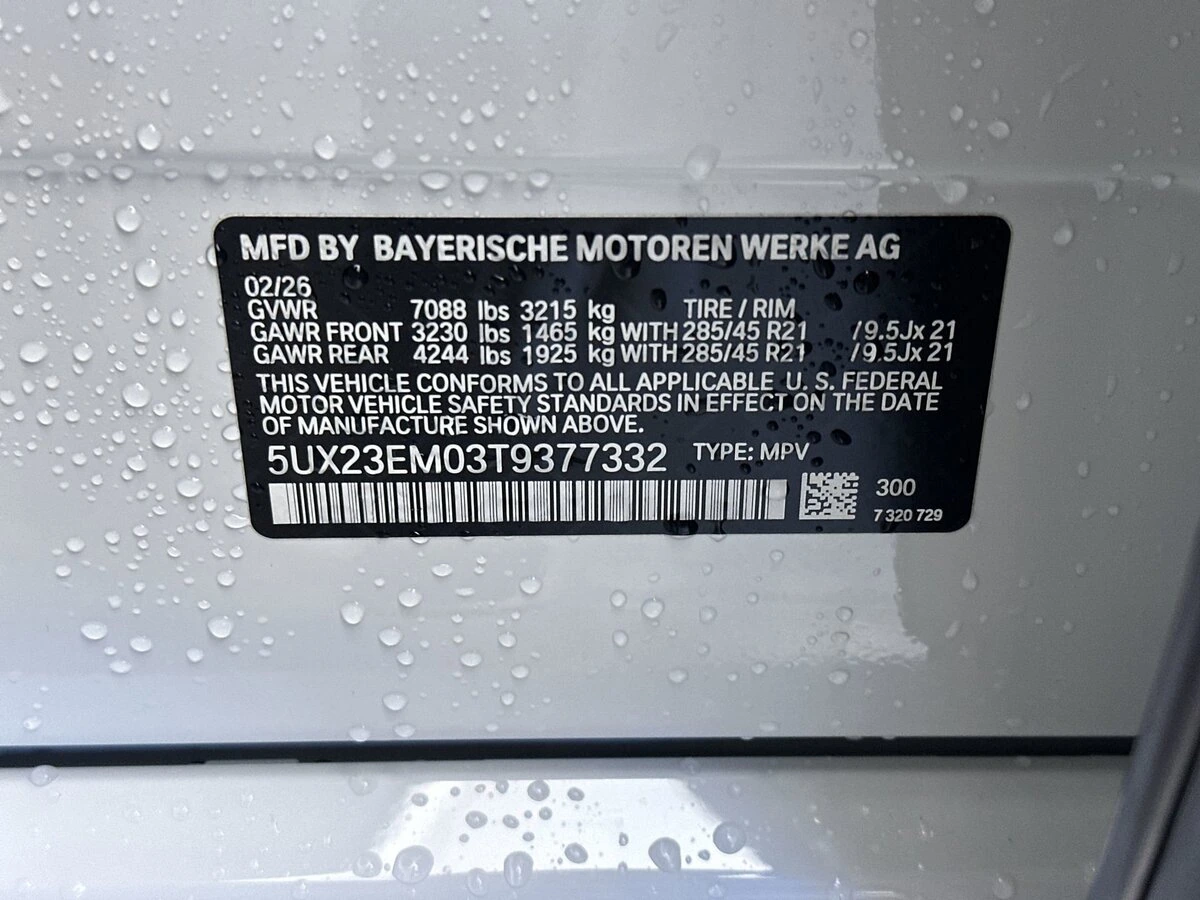 MFD BY BAYERISCHE MOTOREN WERKE AG
02/26
GVWR 7088 lbs 3215 kg TIRE / RIM
GAWR FRONT 3230 lbs 1465 kg WITH 285/45 R21 /9.5Jx 21
GAWR REAR 4244 lbs 1925 kg WITH 285/45 R21 /9.5Jx 21
THIS VEHICLE CONFORMS TO ALL APPLICABLE U. S. FEDERAL
MOTOR VEHICLE SAFETY STANDARDS IN EFFECT ON THE DATE
OF MANUFACTURE SHOWN ABOVE.
5UX23EM03T9377332 TYPE: MPV
300
7 320 729